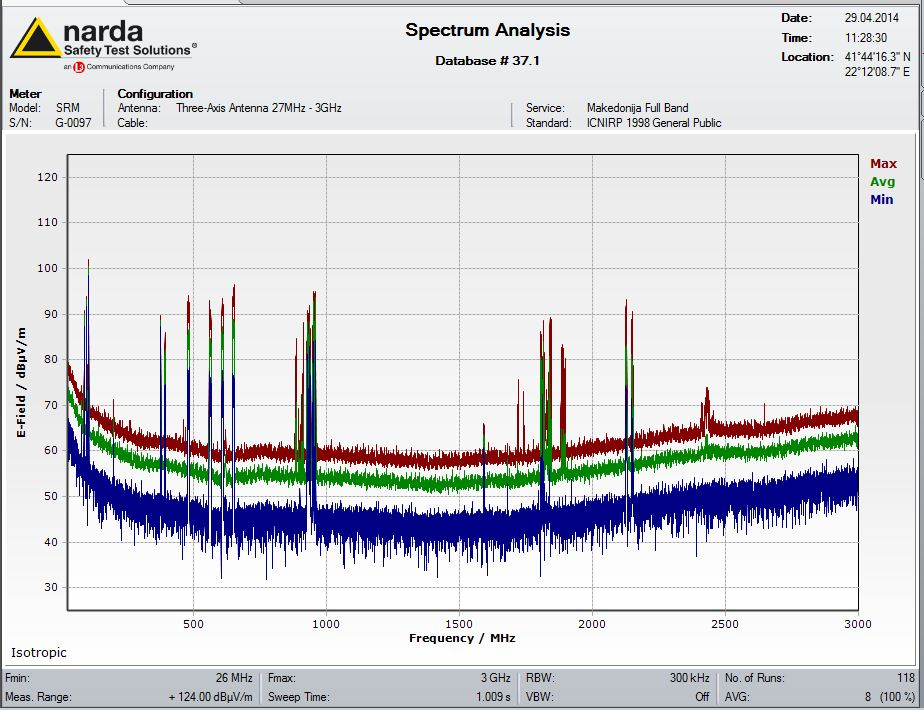 narda
Safety Test Solutions®
an L3 Communications Company
Spectrum Analysis
Database # 37.1
Date: 29.04.2014
Time: 11:28:30
Location: 41°44'16.3" N
22°12'08.7" E
Meter
Model: SRM
S/N: G-0097
Configuration
Antenna: Three-Axis Antenna 27MHz - 3GHz
Cable:
Service: Makedonija Full Band
Standard: ICNIRP 1998 General Public
Max
Avg
Min
E-Field / dBµV/m
120
110
100
90
80
70
60
50
40
30
500 1000 1500 2000 2500 3000
Frequency / MHz
Isotropic
Fmin: 26 MHz Fmax: 3 GHz RBW: 300 kHz No. of Runs: 118
Meas. Range: + 124.00 dBµV/m Sweep Time: 1.009 s VBW: Off AVG: 8 (100 %)